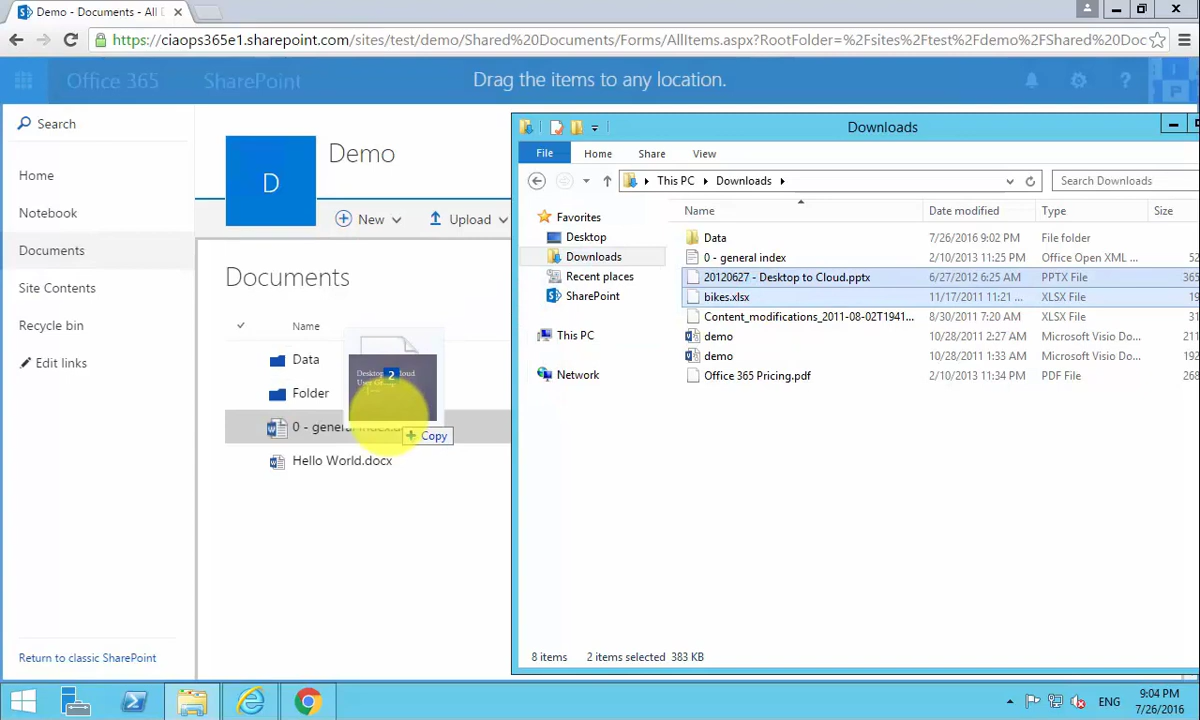 Demo - Documents - All D
https://ciaops365e1.sharepoint.com/sites/test/demo/Shared%20Documents/Forms/AllItems.aspx?RootFolder=%2Fsites%2Ftest%2Fdemo%2FShared%20Doc
Office 365
SharePoint
Drag the items to any location.
?
Search
Home
Notebook
Documents
Site Contents
Recycle bin
Edit links
Return to classic SharePoint
D
Demo
New
Upload
Documents
Name
Data
Folder
0 - general index.d
Hello World.docx
2
Copy
Downloads
File Home Share View
This PC Downloads
Search Downloads
Favorites
Desktop
Downloads
Recent places
SharePoint
This PC
Network
Name Date modified Type Size
Data 7/26/2016 9:02 PM File folder
0 - general index 2/10/2013 11:25 PM Office Open XML ... 52
20120627 - Desktop to Cloud.pptx 6/27/2012 6:25 AM PPTX File 365
bikes.xlsx 11/17/2011 11:21 ... XLSX File 19
Content_modifications_2011-08-02T1941... 8/30/2011 7:20 AM XLSX File 31
demo 10/28/2011 2:27 AM Microsoft Visio Do... 211
demo 10/28/2011 1:33 AM Microsoft Visio Do... 192
Office 365 Pricing.pdf 2/10/2013 11:34 PM PDF File 268
8 items 2 items selected 383 KB
ENG
9:04 PM
7/26/2016